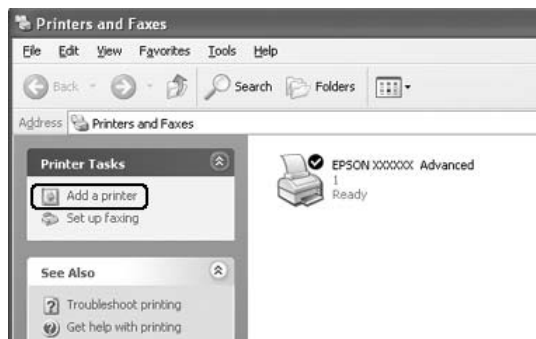 Printers and Faxes
File Edit View Favorites Tools Help
Back Search Folders
Address Printers and Faxes
Printer Tasks
Add a printer
Set up faxing
EPSON XXXXXX Advanced
1
Ready
See Also
Troubleshoot printing
Get help with printing